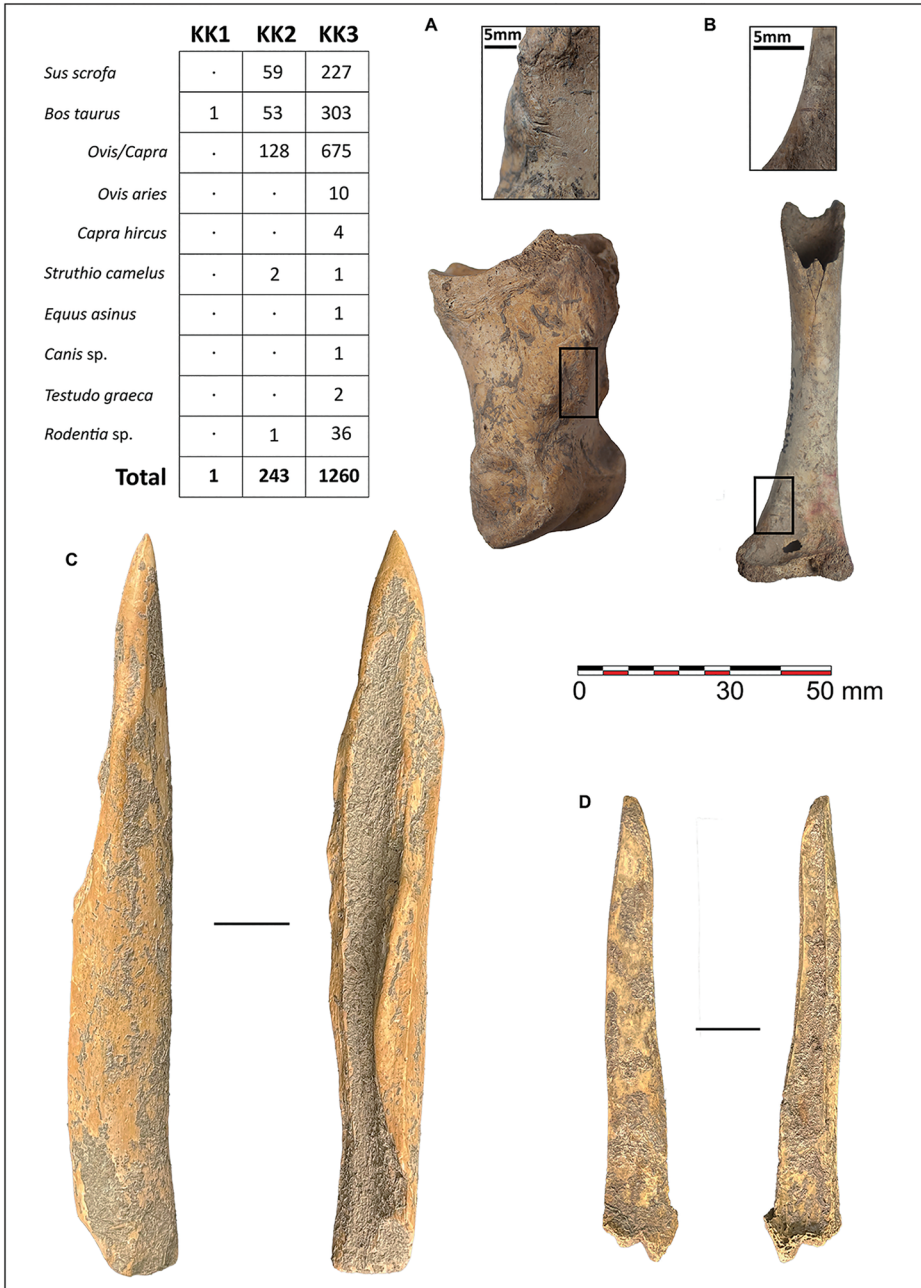 KK1 KK2 KK3
Sus scrofa · 59 227
Bos taurus 1 53 303
Ovis/Capra · 128 675
Ovis aries · · 10
Capra hircus · · 4
Struthio camelus · 2 1
Equus asinus · · 1
Canis sp. · · 1
Testudo graeca · · 2
Rodentia sp. · 1 36
Total 1 243 1260
A
5mm
B
5mm
C
0 30 50 mm
D